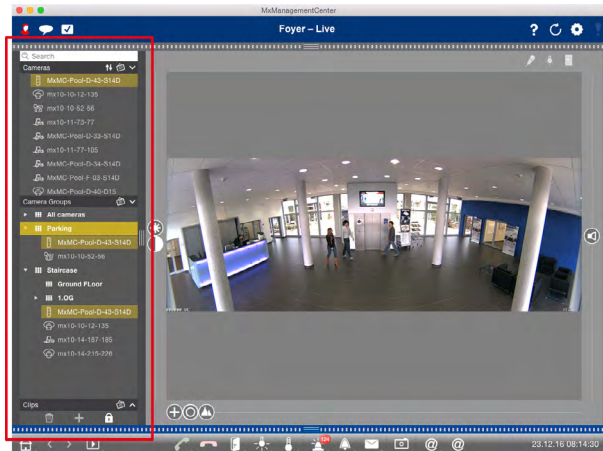 MxManagementCenter
Foyer – Live
?
Search
Cameras
MxMC-Pool-D-43-S14D
mx10-10-12-135
mx10-10-52-56
mx10-11-73-77
MxMC-Pool-D-33-S14D
mx10-11-77-105
MxMC-Pool-D-34-S14D
MxMC-Pool-F-03-S14D
MxMC-Pool-D-40-D15
Camera Groups
All cameras
Parking
MxMC-Pool-D-43-S14D
mx10-10-52-56
Staircase
Ground FLoor
1.OG
MxMC-Pool-D-43-S14D
mx10-10-12-135
mx10-14-187-185
mx10-14-215-226
Clips
124
@ @
23.12.16 08:14:30